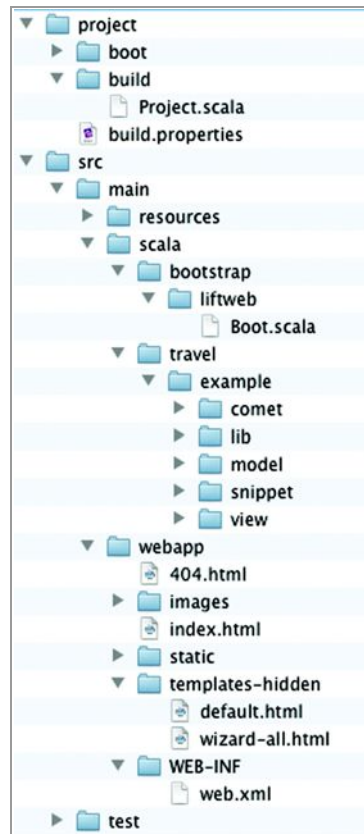 project
boot
build
Project.scala
build.properties
src
main
resources
scala
bootstrap
liftweb
Boot.scala
travel
example
comet
lib
model
snippet
view
webapp
404.html
images
index.html
static
templates-hidden
default.html
wizard-all.html
WEB-INF
web.xml
test